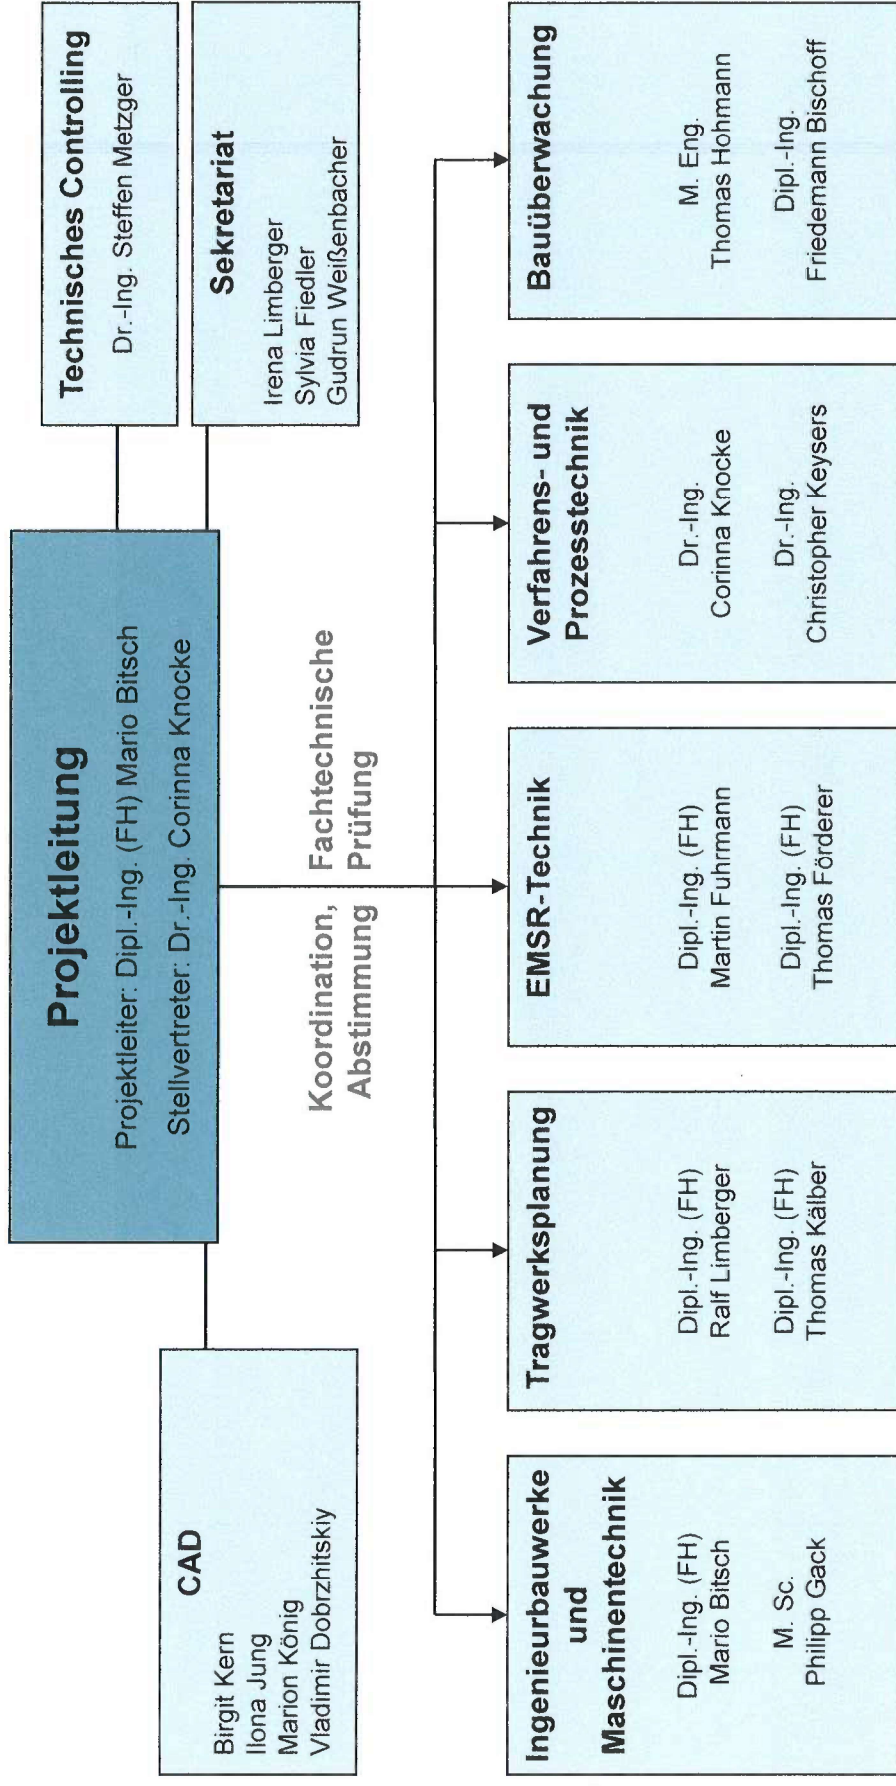 Projektleitung
Projektleiter: Dipl.-Ing. (FH) Mario Bitsch
Stellvertreter: Dr.-Ing. Corinna Knocke
Technisches Controlling
Dr.-Ing. Steffen Metzger
Sekretariat
Irena Limberger
Sylvia Fiedler
Gudrun Weißenbacher
CAD
Birgit Kern
Ilona Jung
Marion König
Vladimir Dobrzhitskiy
Koordination,
Abstimmung
Fachtechnische
Prüfung
Ingenieurbauwerke
und
Maschinentechnik
Dipl.-Ing. (FH)
Mario Bitsch
M. Sc.
Philipp Gack
Tragwerksplanung
Dipl.-Ing. (FH)
Ralf Limberger
Dipl.-Ing. (FH)
Thomas Kälber
EMSR-Technik
Dipl.-Ing. (FH)
Martin Fuhrmann
Dipl.-Ing. (FH)
Thomas Förderer
Verfahrens- und
Prozesstechnik
Dr.-Ing.
Corinna Knocke
Dr.-Ing.
Christopher Keysers
Bauüberwachung
M. Eng.
Thomas Hohmann
Dipl.-Ing.
Friedemann Bischoff